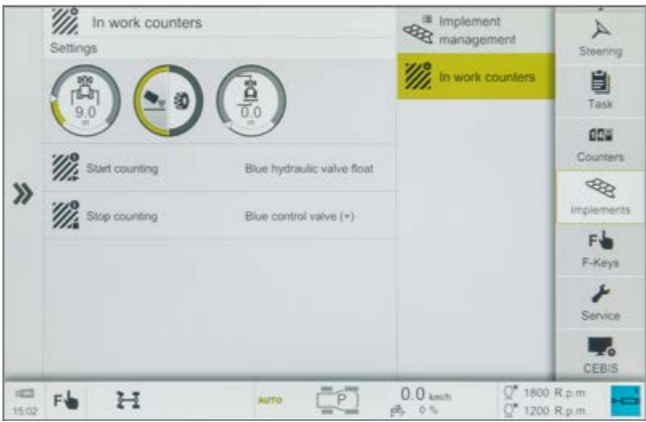 In work counters
Settings
9.0
m
0.0
m
Start counting
Blue hydraulic valve float
Stop counting
Blue control valve (+)
Implement
management
In work counters
Steering
Task
Counters
Implements
F
F-Keys
Service
CEBIS
15:02
F
AUTO
P
0.0 km/h
0 %
1800 R.p.m.
1200 R.p.m.